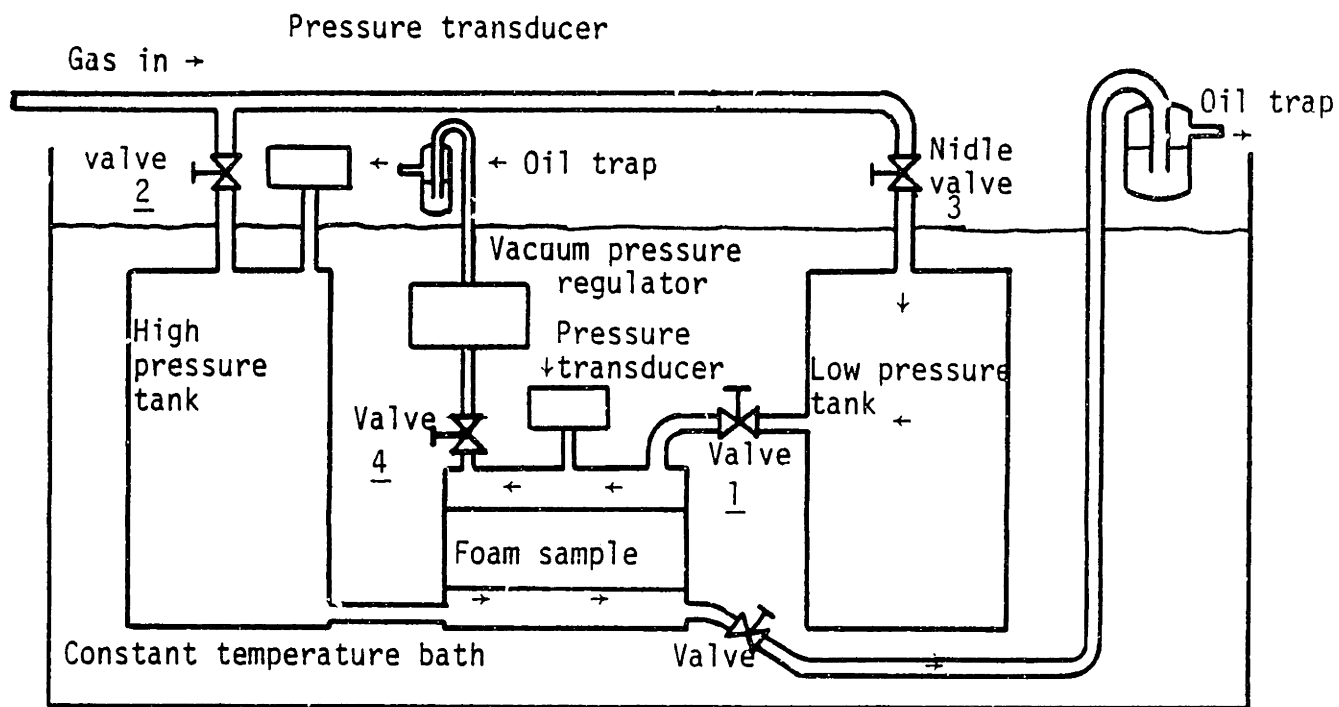 Pressure transducer
Gas in →
Oil trap
valve
2
← Oil trap
Nidle
valve
3
Vacuum pressure
regulator
High
pressure
tank
Pressure
transducer
Low pressure
tank
Valve
4
Valve
1
Foam sample
Constant temperature bath
Valve